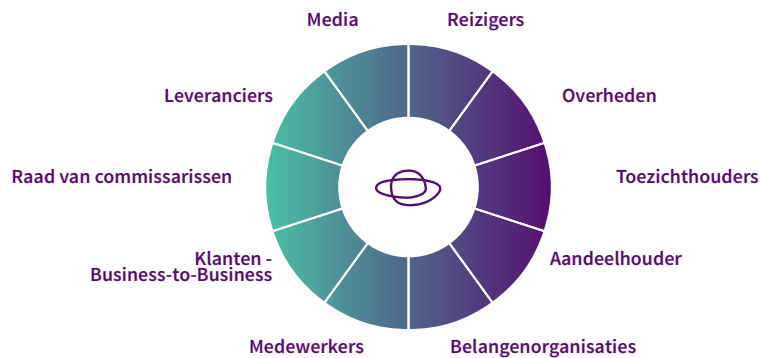 Media
Reizigers
Leveranciers
Overheden
Raad van commissarissen
Toezichthouders
Klanten -
Business-to-Business
Aandeelhouder
Medewerkers
Belangenorganisaties